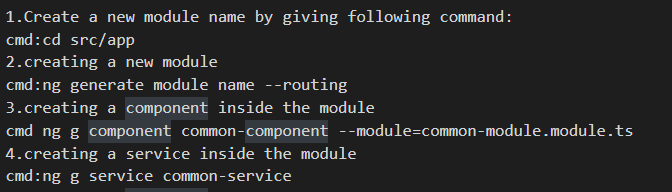 1.Create a new module name by giving following command:
cmd:cd src/app
2.creating a new module
cmd:ng generate module name --routing
3.creating a component inside the module
cmd ng g component common-component --module=common-module.module.ts
4.creating a service inside the module
cmd:ng g service common-service